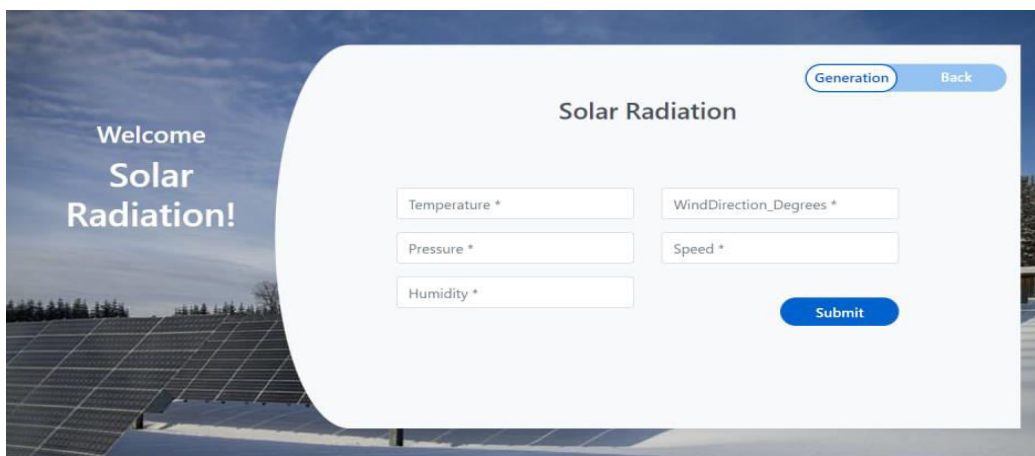 Welcome
Solar
Radiation!
Generation
Back
Solar Radiation
Temperature *
WindDirection_Degrees *
Pressure *
Speed *
Humidity *
Submit